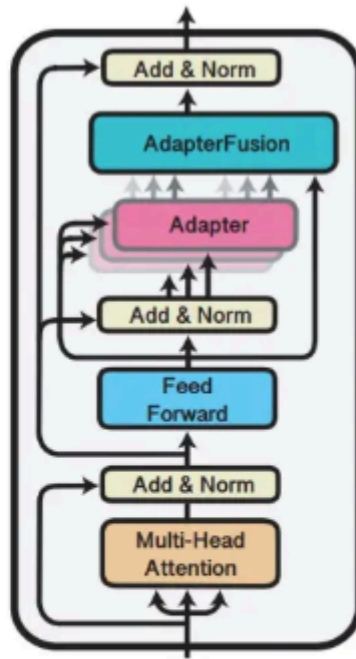 Add & Norm
AdapterFusion
Adapter
Add & Norm
Feed
Forward
Add & Norm
Multi-Head
Attention